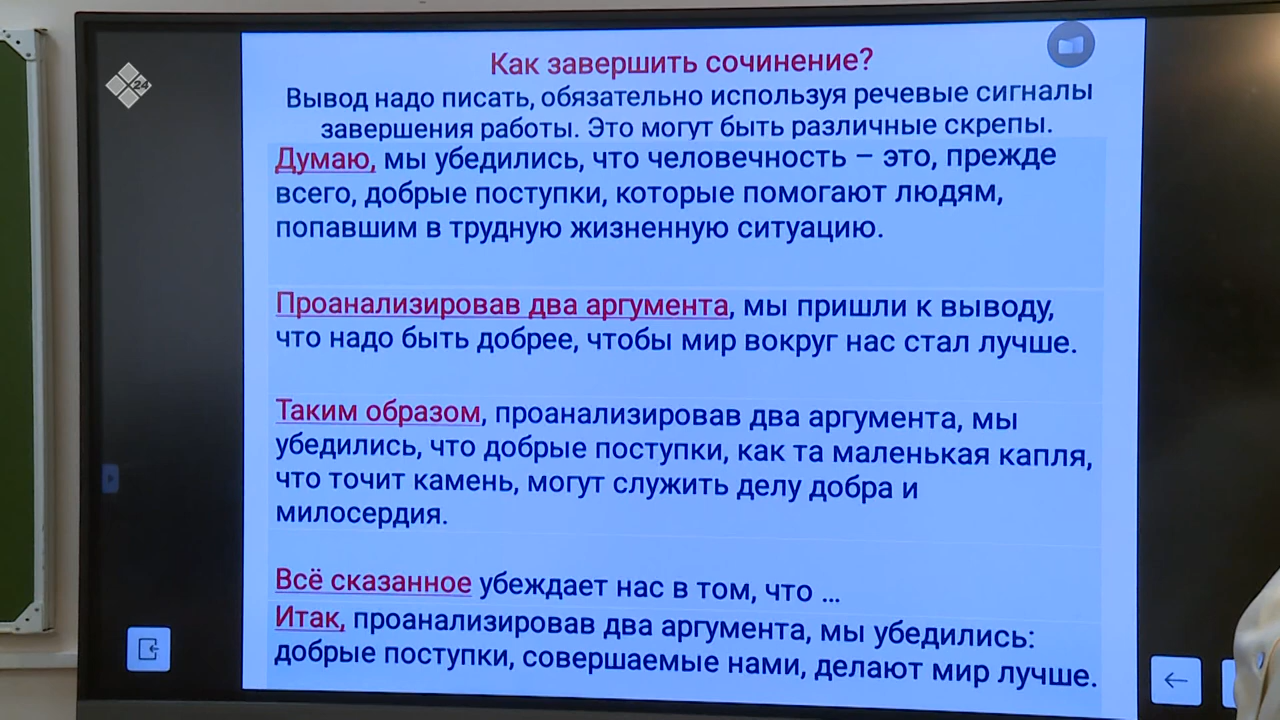 24
Как завершить сочинение?
Вывод надо писать, обязательно используя речевые сигналы
завершения работы. Это могут быть различные скрепы.
Думаю, мы убедились, что человечность – это, прежде
всего, добрые поступки, которые помогают людям,
попавшим в трудную жизненную ситуацию.
Проанализировав два аргумента, мы пришли к выводу,
что надо быть добрее, чтобы мир вокруг нас стал лучше.
Таким образом, проанализировав два аргумента, мы
убедились, что добрые поступки, как та маленькая капля,
что точит камень, могут служить делу добра и
милосердия.
Всё сказанное убеждает нас в том, что ...
Итак, проанализировав два аргумента, мы убедились:
добрые поступки, совершаемые нами, делают мир лучше.